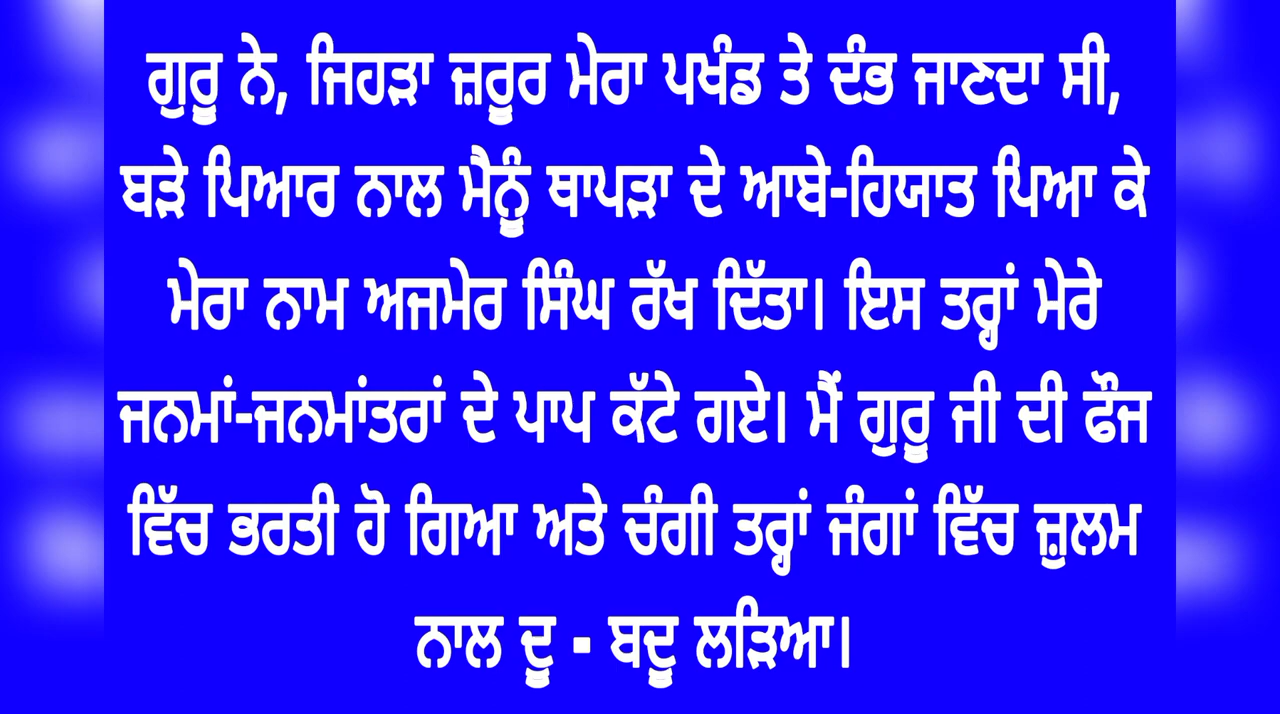 ਗੁਰੂ ਨੇ, ਜਿਹੜਾ ਜ਼ਰੂਰ ਮੇਰਾ ਪਖੰਡ ਤੇ ਦੰਭ ਜਾਣਦਾ ਸੀ,
ਬੜੇ ਪਿਆਰ ਨਾਲ ਮੈਨੂੰ ਥਾਪੜਾ ਦੇ ਆਬੇ-ਹਿਯਾਤ ਪਿਆ ਕੇ
ਮੇਰਾ ਨਾਮ ਅਜਮੇਰ ਸਿੰਘ ਰੱਖ ਦਿੱਤਾ। ਇਸ ਤਰ੍ਹਾਂ ਮੇਰੇ
ਜਨਮਾਂ-ਜਨਮਾਂਤਰਾਂ ਦੇ ਪਾਪ ਕੱਟੇ ਗਏ। ਮੈਂ ਗੁਰੂ ਜੀ ਦੀ ਫੌਜ
ਵਿੱਚ ਭਰਤੀ ਹੋ ਗਿਆ ਅਤੇ ਚੰਗੀ ਤਰ੍ਹਾਂ ਜੰਗਾਂ ਵਿੱਚ ਜ਼ੁਲਮ
ਨਾਲ ਦੂ - ਬਦੂ ਲੜਿਆ।